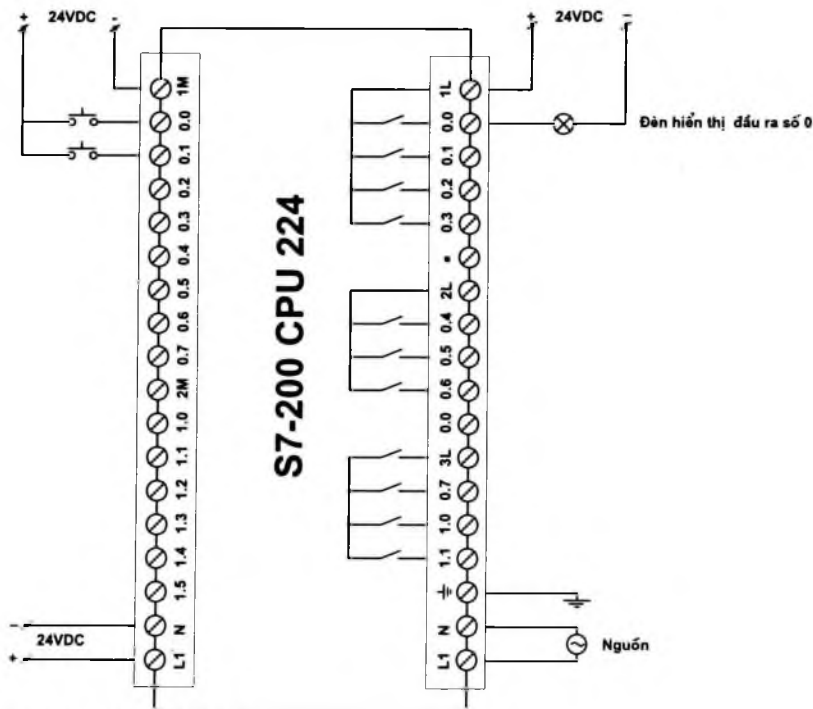 + 24VDC -
1M
0.0
0.1
0.2
0.3
0.4
0.5
0.6
0.7
2M
1.0
1.1
1.2
1.3
1.4
1.5
N
L1
-
24VDC
+
S7-200 CPU 224
+ 24VDC -
1L
0.0
0.1
0.2
0.3
2L
0.4
0.5
0.6
0.0
3L
0.7
1.0
1.1
N
L1
Đèn hiển thị đầu ra số 0
Nguồn